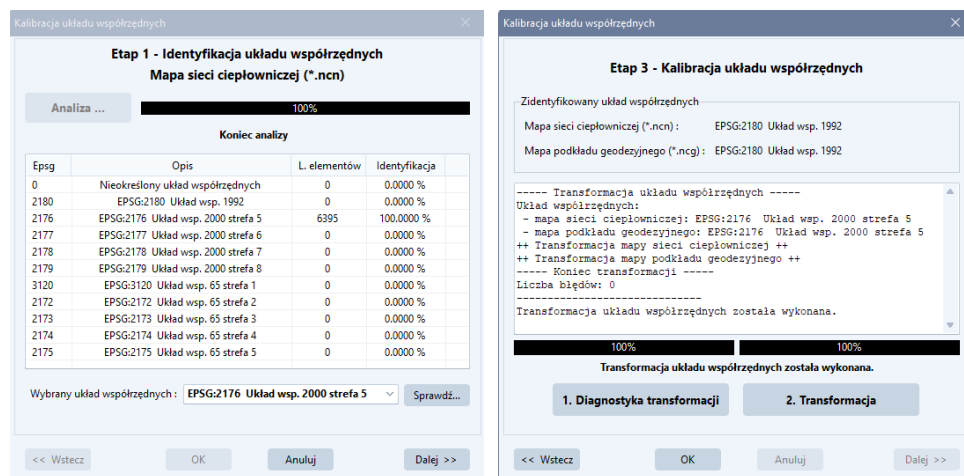 Kalibracja układu współrzędnych
Etap 1 - Identyfikacja układu współrzędnych
Mapa sieci ciepłowniczej (*.ncn)
Analiza ...
100%
Koniec analizy
Epsg Opis L. elementów Identyfikacja
0 Nieokreślony układ współrzędnych 0 0.0000 %
2180 EPSG:2180 Układ wsp. 1992 0 0.0000 %
2176 EPSG:2176 Układ wsp. 2000 strefa 5 6395 100.0000 %
2177 EPSG:2177 Układ wsp. 2000 strefa 6 0 0.0000 %
2178 EPSG:2178 Układ wsp. 2000 strefa 7 0 0.0000 %
2179 EPSG:2179 Układ wsp. 2000 strefa 8 0 0.0000 %
3120 EPSG:3120 Układ wsp. 65 strefa 1 0 0.0000 %
2172 EPSG:2172 Układ wsp. 65 strefa 2 0 0.0000 %
2173 EPSG:2173 Układ wsp. 65 strefa 3 0 0.0000 %
2174 EPSG:2174 Układ wsp. 65 strefa 4 0 0.0000 %
2175 EPSG:2175 Układ wsp. 65 strefa 5 0 0.0000 %
Wybrany układ współrzędnych : EPSG:2176 Układ wsp. 2000 strefa 5 Sprawdź...
<< Wstecz OK Anuluj Dalej >>
Kalibracja układu współrzędnych
Etap 3 - Kalibracja układu współrzędnych
Zidentyfikowany układ współrzędnych
Mapa sieci ciepłowniczej (*.ncn) : EPSG:2180 Układ wsp. 1992
Mapa podkładu geodezyjnego (*.ncg) : EPSG:2180 Układ wsp. 1992
----- Transformacja układu współrzędnych -----
Układ współrzędnych:
- mapa sieci ciepłowniczej: EPSG:2176 Układ wsp. 2000 strefa 5
- mapa podkładu geodezyjnego: EPSG:2176 Układ wsp. 2000 strefa 5
++ Transformacja mapy sieci ciepłowniczej ++
++ Transformacja mapy podkładu geodezyjnego ++
----- Koniec transformacji -----
Liczba błędów: 0
------------------------------
Transformacja układu współrzędnych została wykonana.
100% 100%
Transformacja układu współrzędnych została wykonana.
1. Diagnostyka transformacji 2. Transformacja
<< Wstecz OK Anuluj Dalej >>